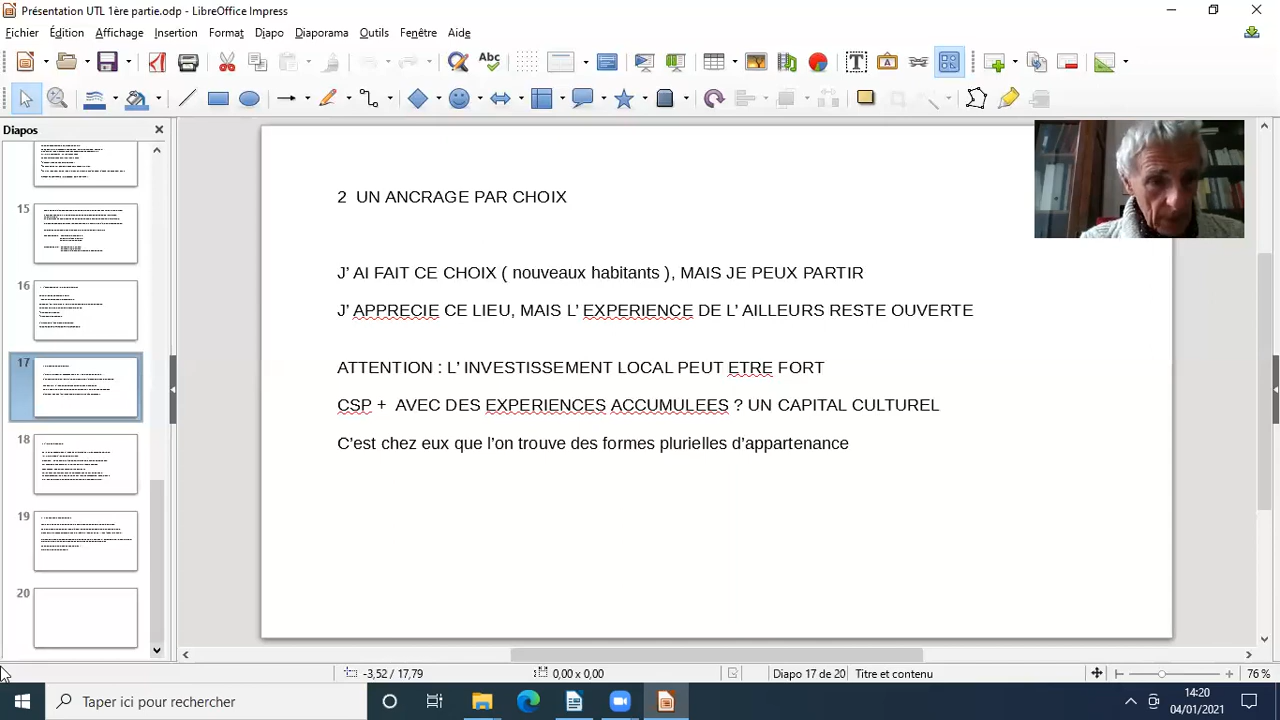 Présentation UTL 1ère partie.odp - LibreOffice Impress
Fichier Édition Affichage Insertion Format Diapo Diaporama Outils Fenêtre Aide
Abc
Diapos
15
16
17
18
19
20
2 UN ANCRAGE PAR CHOIX
J' AI FAIT CE CHOIX ( nouveaux habitants ), MAIS JE PEUX PARTIR
J' APPRECIE CE LIEU, MAIS L' EXPERIENCE DE L' AILLEURS RESTE OUVERTE
ATTENTION : L' INVESTISSEMENT LOCAL PEUT ETRE FORT
CSP + AVEC DES EXPERIENCES ACCUMULEES ? UN CAPITAL CULTUREL
C'est chez eux que l'on trouve des formes plurielles d'appartenance
-3,52 / 17,79 0,00 x 0,00 Diapo 17 de 20 Titre et contenu 76 %
Taper ici pour rechercher
14:20
04/01/2021